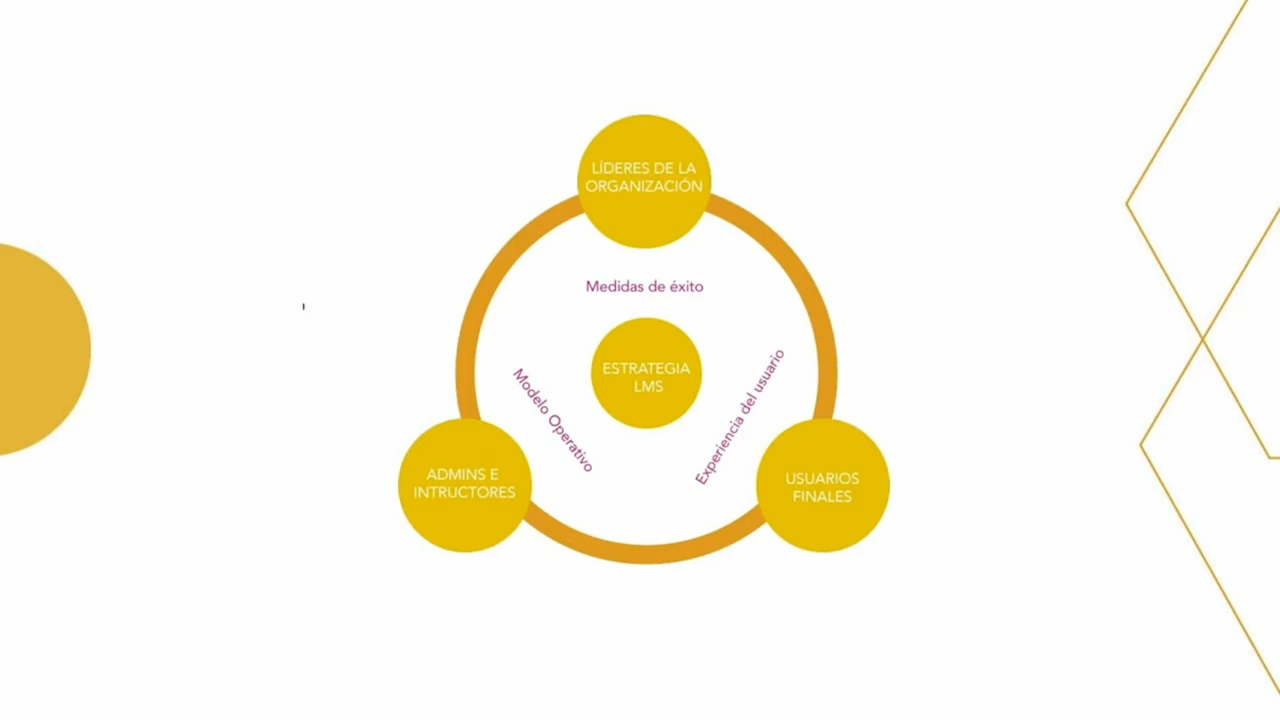 LÍDERES DE LA
ORGANIZACIÓN
Medidas de éxito
ESTRATEGIA
LMS
Modelo Operativo
Experiencia del usuario
ADMINS E
INTRUCTORES
USUARIOS
FINALES